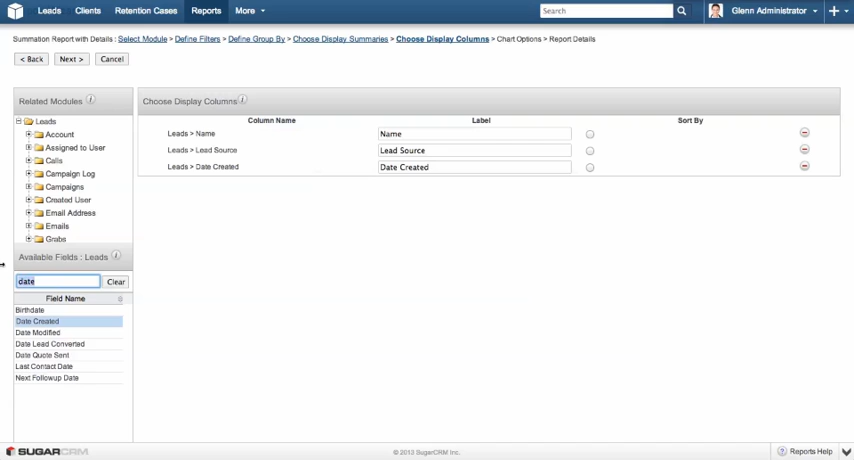 Leads Clients Retention Cases Reports More Search Glenn Administrator
Summation Report with Details : Select Module > Define Filters > Define Group By > Choose Display Summaries > Choose Display Columns > Chart Options > Report Details
< Back Next > Cancel
Related Modules
Leads
Account
Assigned to User
Calls
Campaign Log
Campaigns
Created User
Email Address
Emails
Grabs
Available Fields : Leads
date Clear
Field Name
Birthdate
Date Created
Date Modified
Date Lead Converted
Date Quote Sent
Last Contact Date
Next Followup Date
Choose Display Columns
Column Name Label Sort By
Leads > Name Name
Leads > Lead Source Lead Source
Leads > Date Created Date Created
SUGARCRM © 2013 SugarCRM Inc. Reports Help